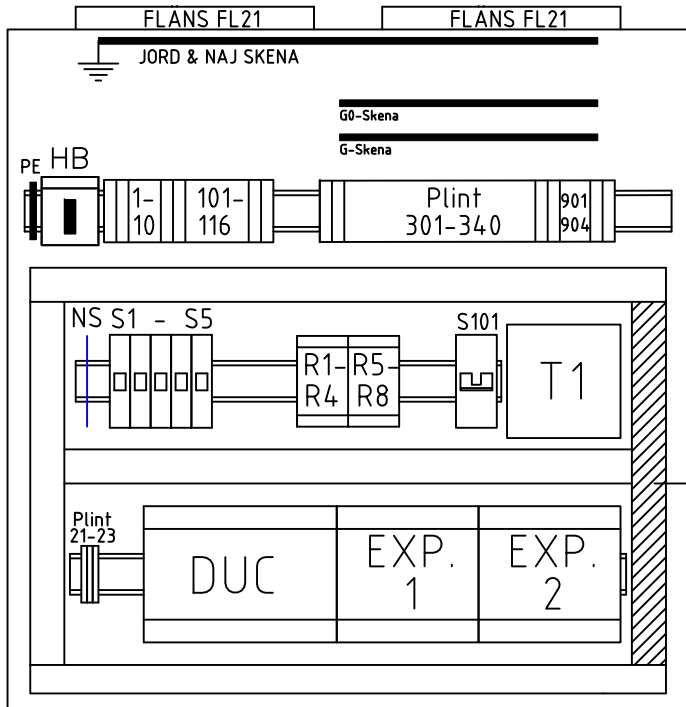 FLÄNS FL21
FLÄNS FL21
JORD & NAJ SKENA
G0-Skena
G-Skena
PE
HB
1-
10
101-
116
Plint
301-340
901
904
NS S1 - S5
R1-
R4
R5-
R8
S101
T1
Plint
21-23
DUC
EXP.
1
EXP.
2